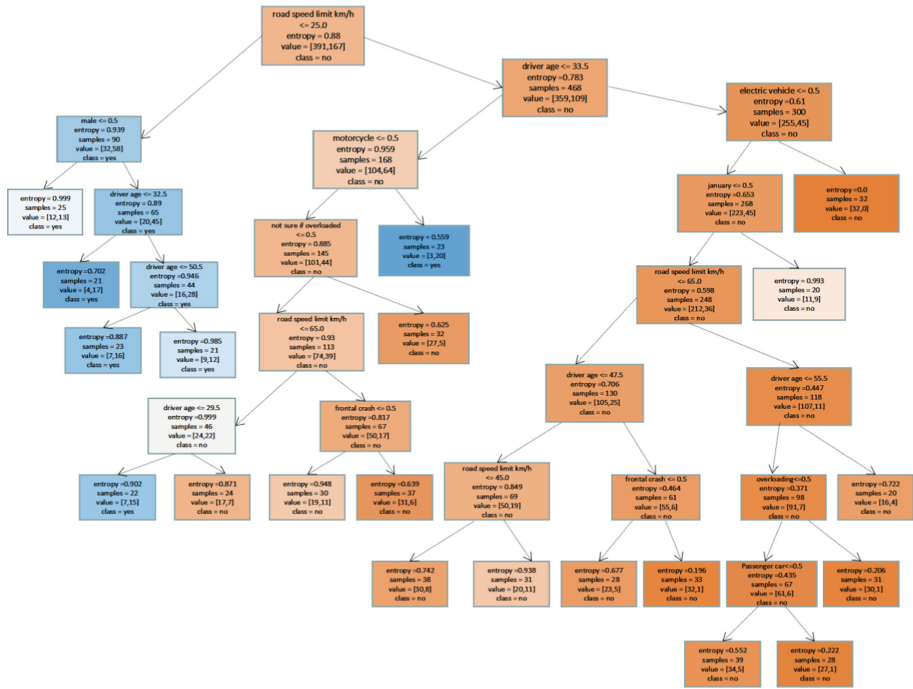 road speed limit km/h
<= 25.0
entropy = 0.88
value = [391,167]
class = no
driver age <= 33.5
entropy =0.783
samples = 468
value = [359,109]
class = no
electric vehicle <= 0.5
entropy = 0.61
samples = 300
value = [255,45]
class = no
male <= 0.5
entropy = 0.939
samples = 90
value = [32,58]
class = yes
motorcycle <= 0.5
entropy = 0.959
samples = 168
value = [104,64]
class = no
january <= 0.5
entropy =0.653
samples = 268
value = [223,45]
class = no
entropy =0.0
samples = 32
value = [32,0]
class = no
entropy = 0.999
samples = 25
value = [12,13]
class = yes
driver age <= 32.5
entropy = 0.89
samples = 65
value = [20,45]
class = yes
not sure if overloaded
<=0.5
entropy = 0.885
samples = 145
value = [101,44]
class = no
entropy = 0.559
samples = 23
value = [3,20]
class = yes
entropy =0.702
samples = 21
value = [4,17]
class = yes
driver age <= 50.5
entropy =0.946
samples = 44
value = [16,28]
class = yes
road speed limit km/h
<= 65.0
entropy = 0.598
samples = 248
value = [212,36]
class = no
entropy = 0.993
samples = 20
value = [11,9]
class = no
entropy = 0.887
samples = 23
value = [7,16]
class = yes
entropy =0.985
samples = 21
value = [9,12]
class = yes
road speed limit km/h
<=65.0
entropy = 0.93
samples = 113
value = [74,39]
class = no
entropy = 0.625
samples = 32
value = [27,5]
class = no
driver age <= 47.5
entropy =0.706
samples = 130
value = [105,25]
class = no
driver age <= 55.5
entropy =0.447
samples = 118
value = [107,11]
class = no
driver age <= 29.5
entropy =0.999
samples = 46
value = [24,22]
class = no
frontal crash <= 0.5
entropy =0.817
samples = 67
value = [50,17]
class = no
entropy =0.902
samples = 22
value = [7,15]
class = yes
entropy =0.871
samples = 24
value = [17,7]
class = no
entropy =0.948
samples = 30
value = [19,11]
class = no
entropy =0.639
samples = 37
value = [31,6]
class = no
road speed limit km/h
<= 45.0
entropy = 0.849
samples = 69
value = [50,19]
class = no
frontal crash <= 0.5
entropy =0.464
samples = 61
value = [55,6]
class = no
overloading<=0.5
entropy =0.371
samples = 98
value = [91,7]
class = no
entropy =0.722
samples = 20
value = [16,4]
class = no
entropy =0.742
samples = 38
value = [30,8]
class = no
entropy =0.938
samples = 31
value = [20,11]
class = no
entropy =0.677
samples = 28
value = [23,5]
class = no
entropy =0.196
samples = 33
value = [32,1]
class = no
Passenger car<=0.5
entropy =0.435
samples = 67
value = [61,6]
class = no
entropy =0.206
samples = 31
value = [30,1]
class = no
entropy =0.552
samples = 39
value = [34,5]
class = no
entropy =0.222
samples = 28
value = [27,1]
class = no